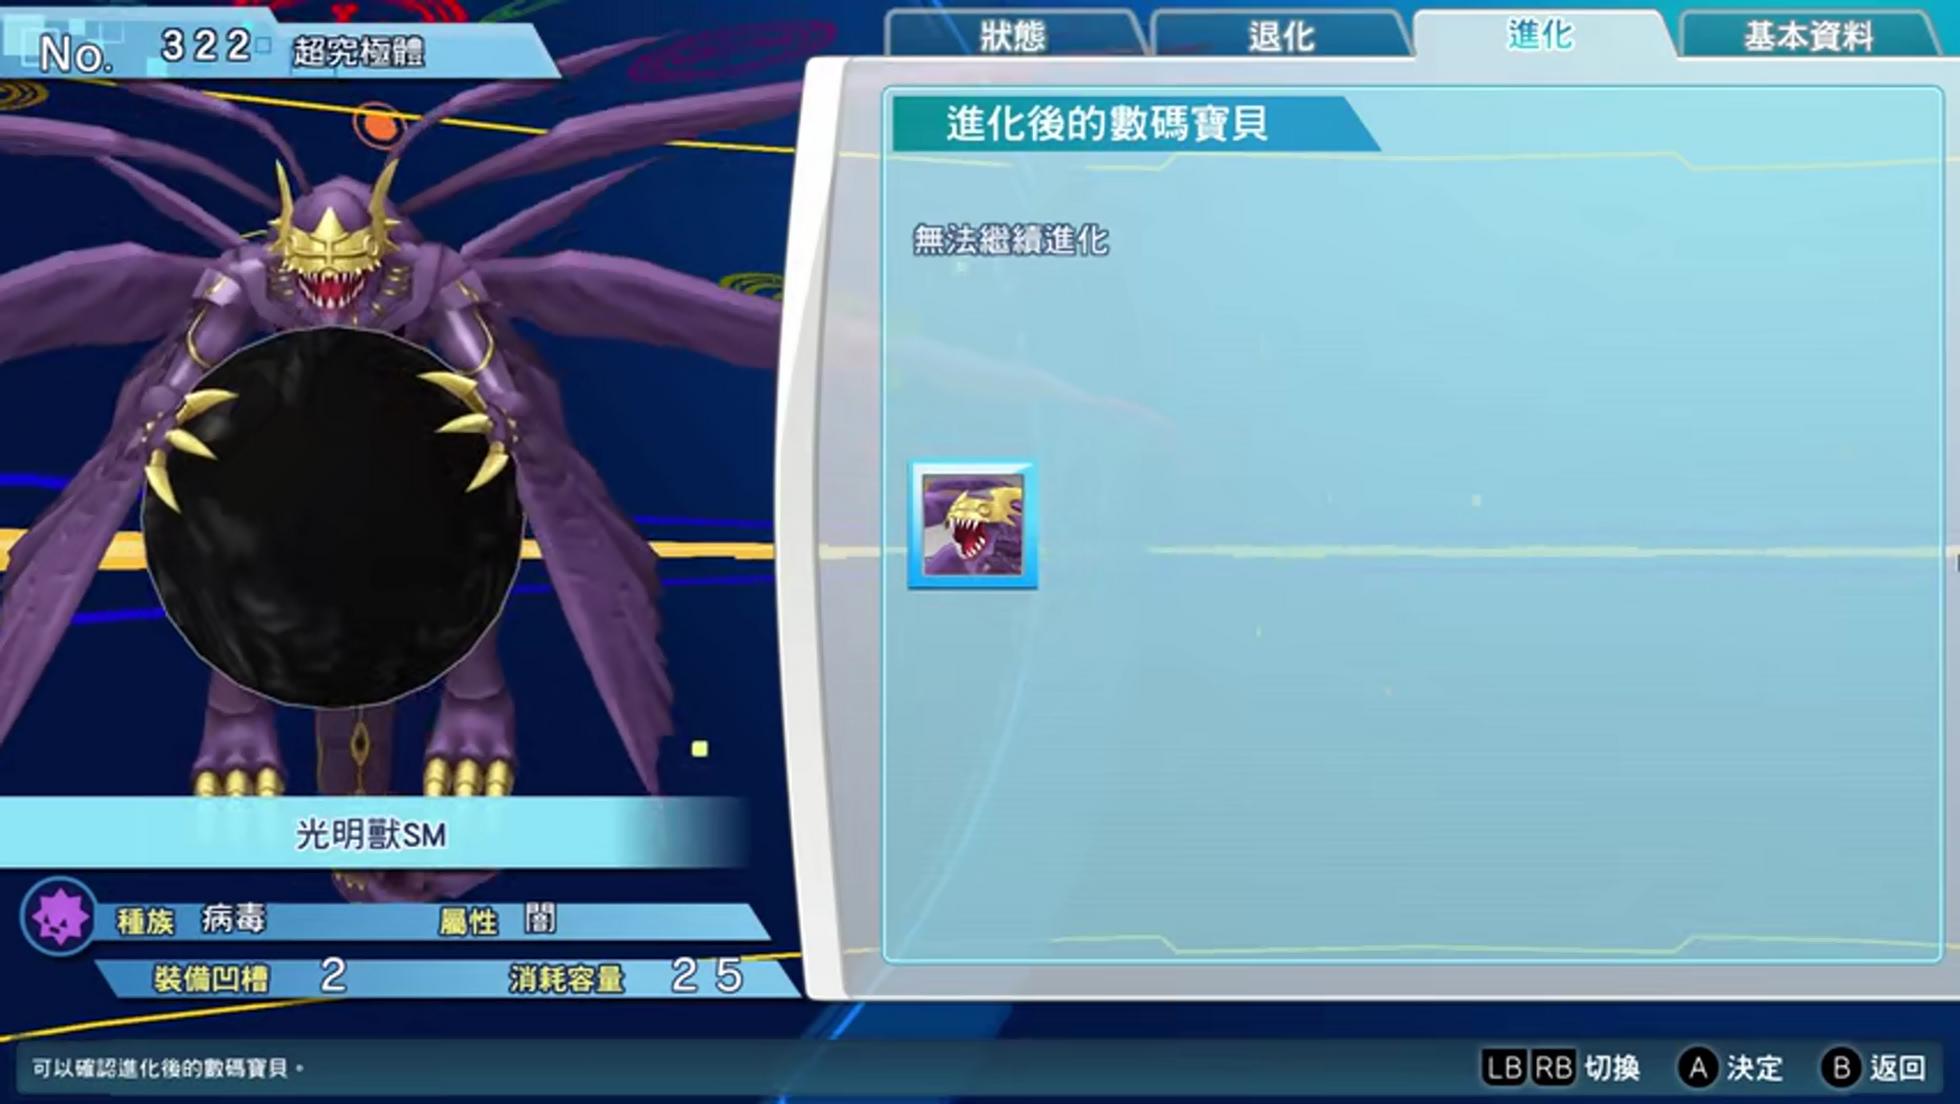 No. 322 超究極體
狀態 退化 進化 基本資料
進化後的數碼寶貝
無法繼續進化
光明獸SM
種族 病毒 屬性 闇
裝備凹槽 2 消耗容量 25
可以確認進化後的數碼寶貝。
LB RB 切換 A 決定 B 返回